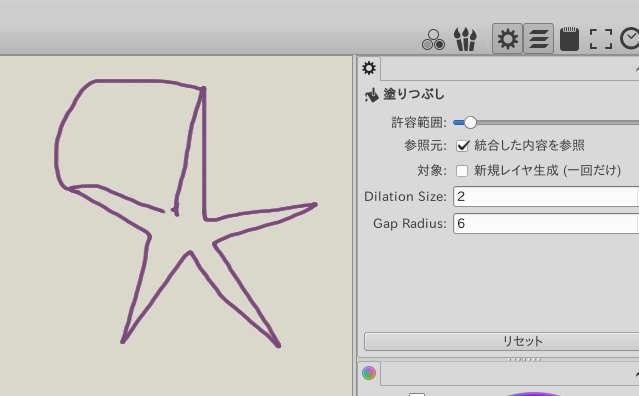 塗りつぶし
許容範囲:
参照元: 統合した内容を参照
対象: 新規レイヤ生成 (一回だけ)
Dilation Size: 2
Gap Radius: 6
リセット